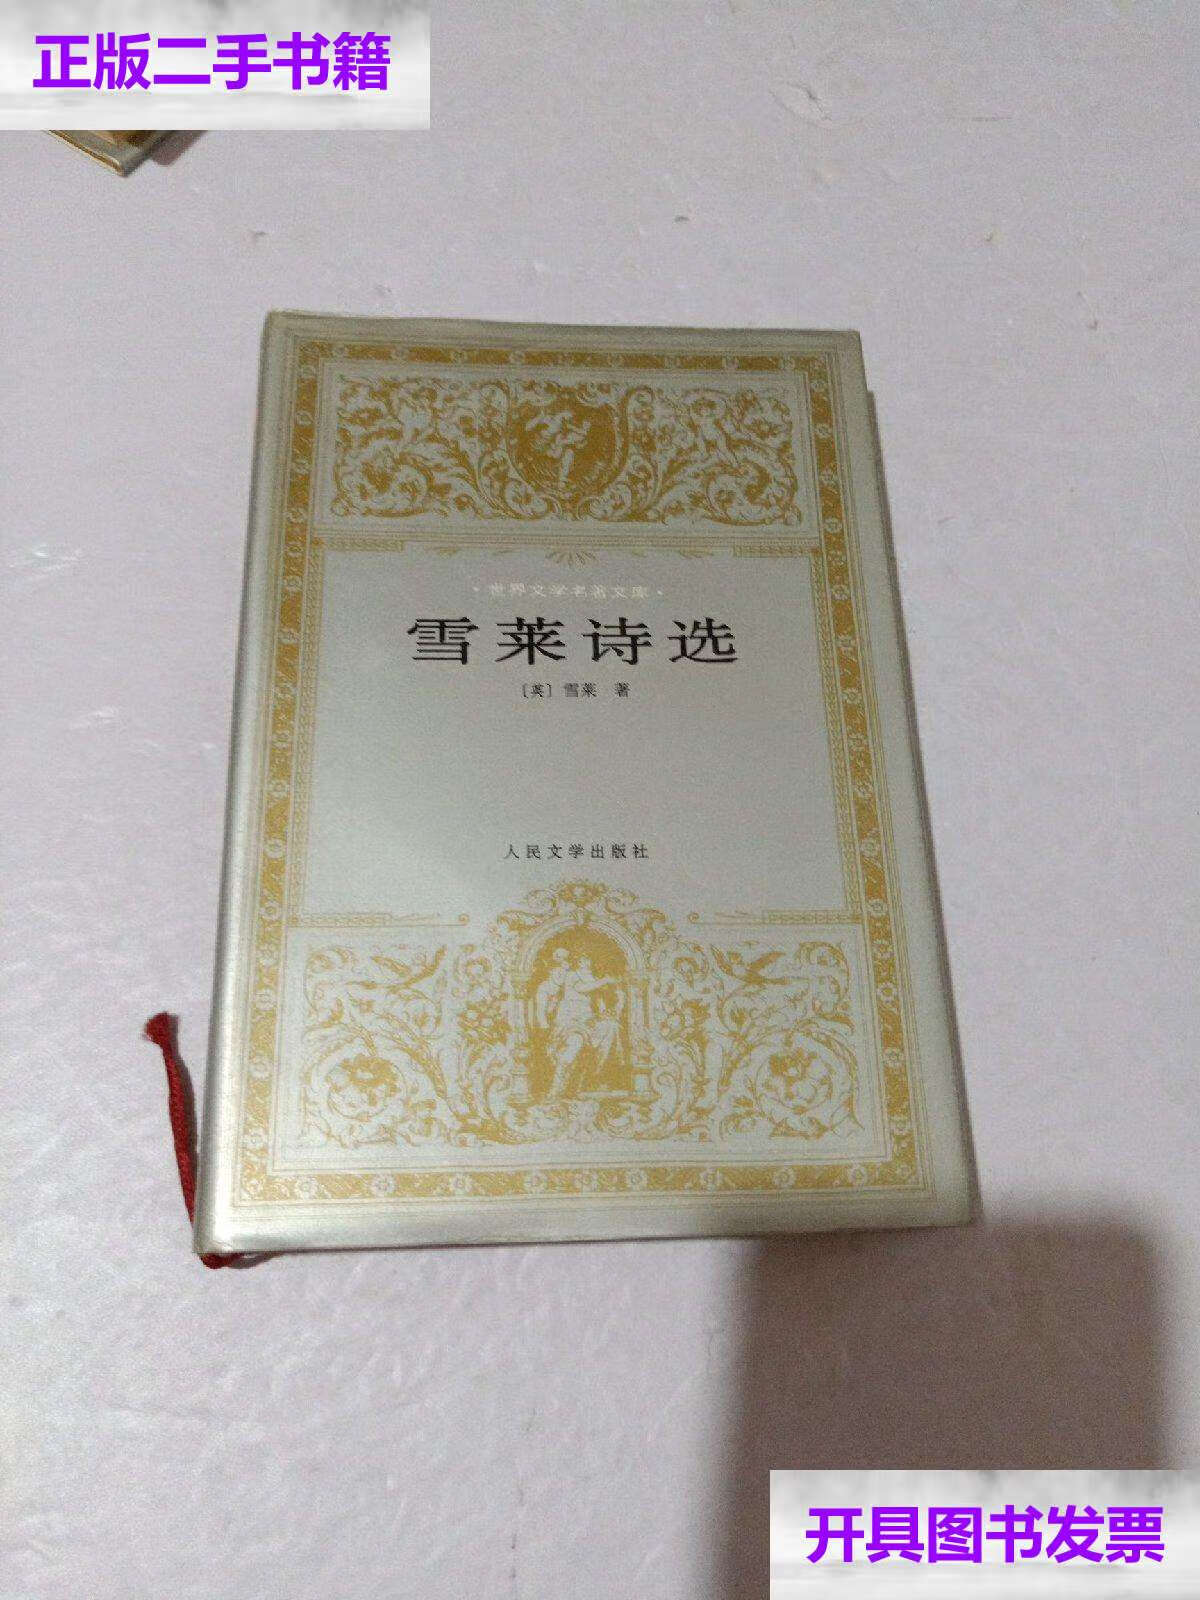 正版二手书籍
·世界文学名著文库·
雪莱诗选
［英］雪莱 著
人民文学出版社
开具图书发票